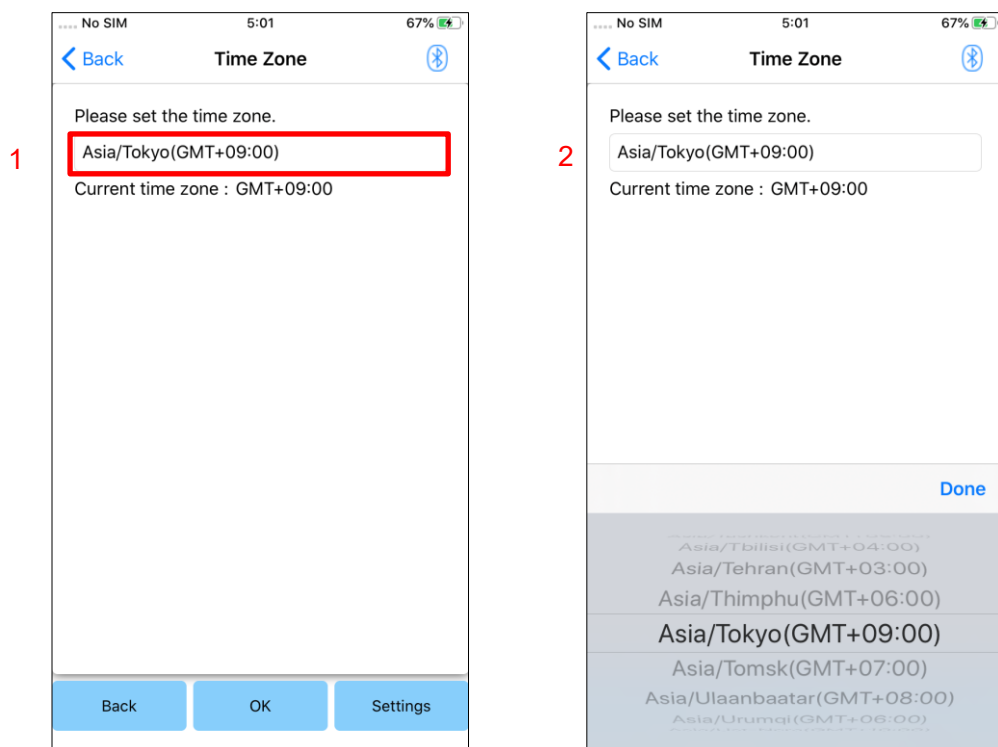 No SIM 5:01 67%
Back Time Zone
Please set the time zone.
1
Asia/Tokyo(GMT+09:00)
Current time zone : GMT+09:00
Back OK Settings
No SIM 5:01 67%
Back Time Zone
Please set the time zone.
2
Asia/Tokyo(GMT+09:00)
Current time zone : GMT+09:00
Done
Asia/Tbilisi(GMT+04:00)
Asia/Tehran(GMT+03:00)
Asia/Thimphu(GMT+06:00)
Asia/Tokyo(GMT+09:00)
Asia/Tomsk(GMT+07:00)
Asia/Ulaanbaatar(GMT+08:00)
Asia/Urumqi(GMT+06:00)